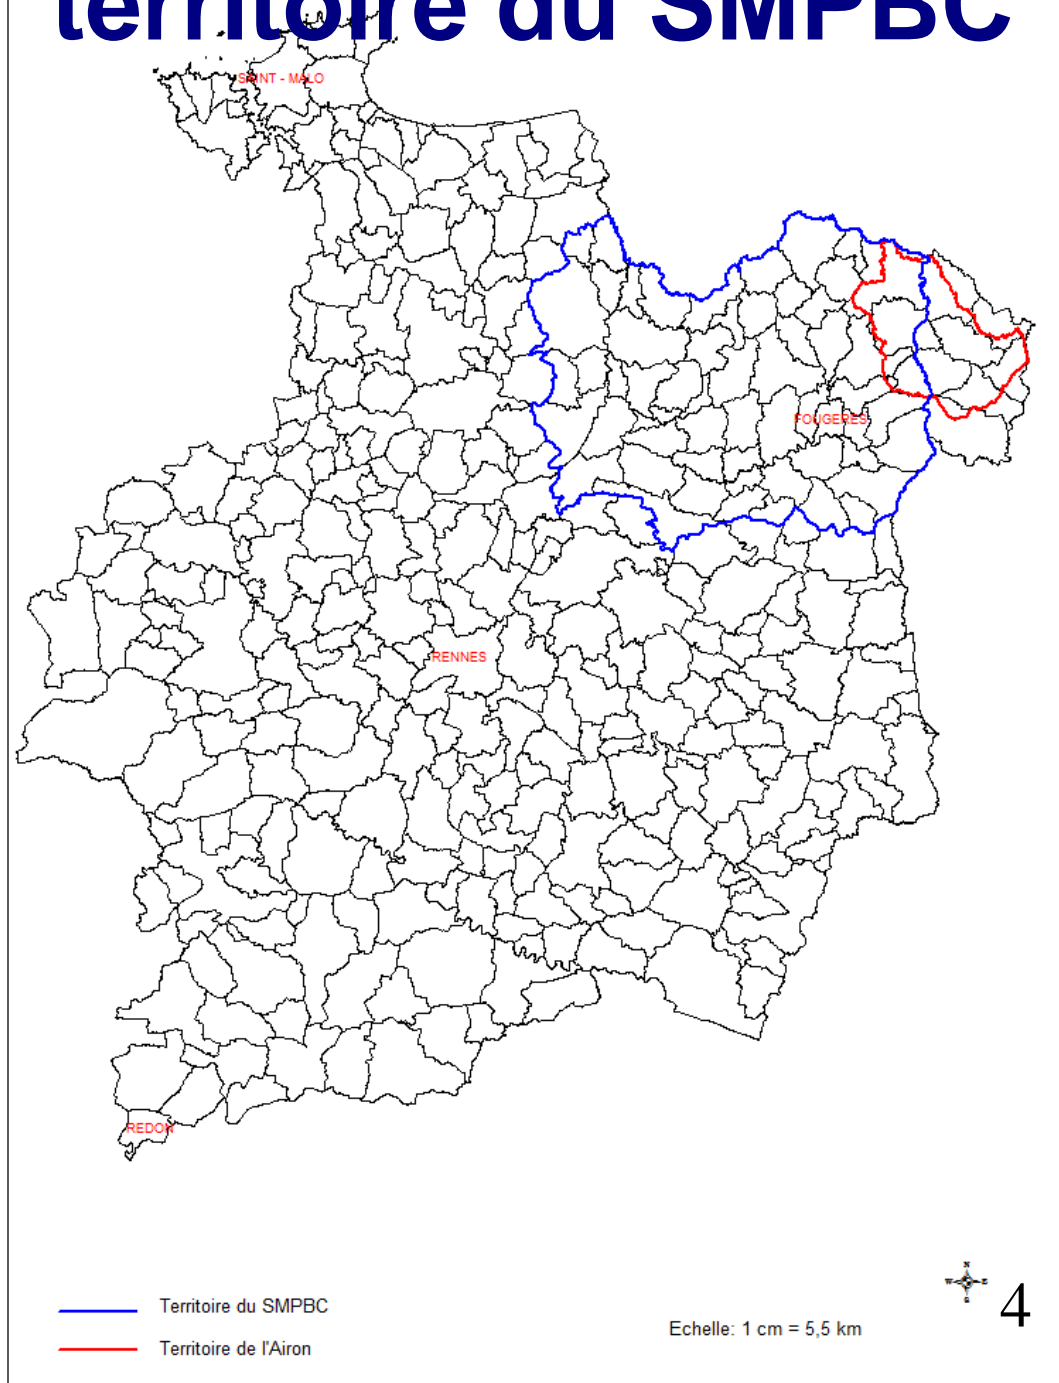 territoire du SMPBC
SAINT - MALO
FOUGERES
RENNES
REDON
N
W E
S
4
Territoire du SMPBC
Echelle: 1 cm = 5,5 km
Territoire de l'Airon